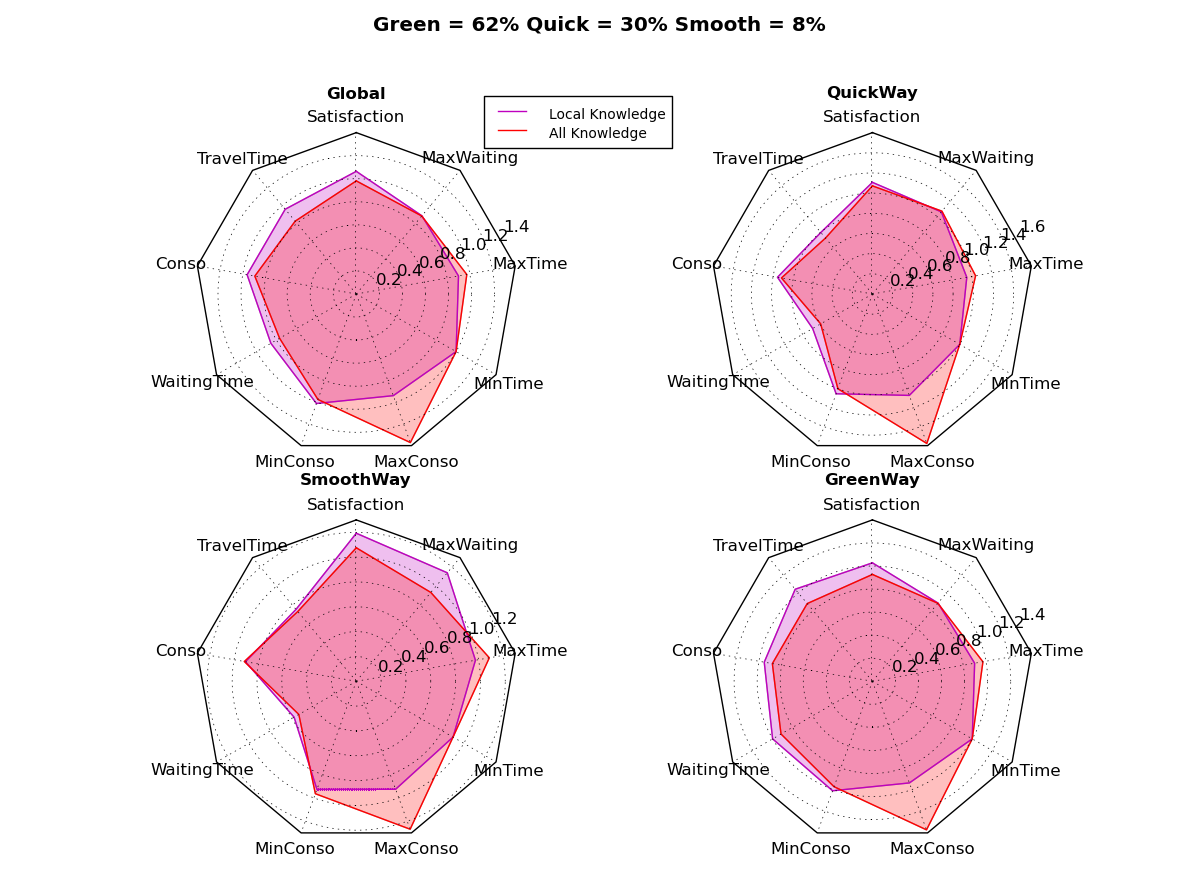 Green = 62% Quick = 30% Smooth = 8%
Global
Satisfaction
MaxWaiting
TravelTime
Conso
WaitingTime
MinConso
MaxConso
MinTime
MaxTime
0.2
0.4
0.6
0.8
1.0
1.2
1.4
Local Knowledge
All Knowledge
QuickWay
Satisfaction
MaxWaiting
TravelTime
Conso
WaitingTime
MinConso
MaxConso
MinTime
MaxTime
0.2
0.4
0.6
0.8
1.0
1.2
1.4
1.6
SmoothWay
Satisfaction
MaxWaiting
TravelTime
Conso
WaitingTime
MinConso
MaxConso
MinTime
MaxTime
0.2
0.4
0.6
0.8
1.0
1.2
GreenWay
Satisfaction
MaxWaiting
TravelTime
Conso
WaitingTime
MinConso
MaxConso
MinTime
MaxTime
0.2
0.4
0.6
0.8
1.0
1.2
1.4